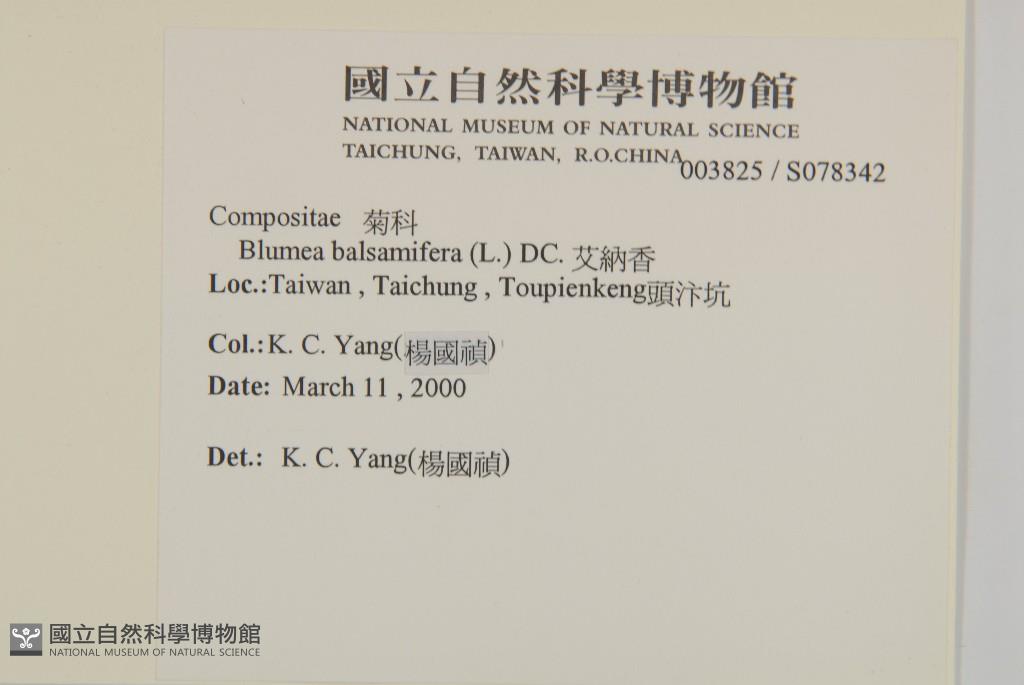 國立自然科學博物館
NATIONAL MUSEUM OF NATURAL SCIENCE
TAICHUNG, TAIWAN, R.O.CHINA
003825 / S078342
Compositae 菊科
Blumea balsamifera (L.) DC. 艾納香
Loc.:Taiwan , Taichung , Toupienkeng頭汴坑
Col.:K. C. Yang(楊國禎)
Date: March 11 , 2000
Det.: K. C. Yang(楊國禎)
國立自然科學博物館
NATIONAL MUSEUM OF NATURAL SCIENCE